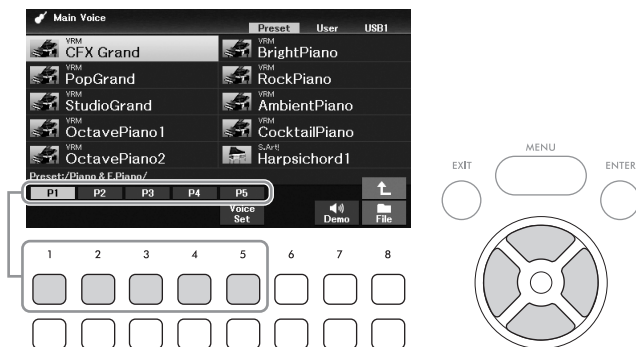 Main Voice
Preset User USB1
VRM
CFX Grand
VRM
BrightPiano
VRM
PopGrand
VRM
RockPiano
VRM
StudioGrand
VRM
AmbientPiano
VRM
OctavePiano1
VRM
CocktailPiano
VRM
OctavePiano2
S.Art!
Harpsichord1
Preset:/Piano & E.Piano/
P1 P2 P3 P4 P5
Voice Set
Demo
File
1 2 3 4 5 6 7 8
MENU
EXIT
ENTER